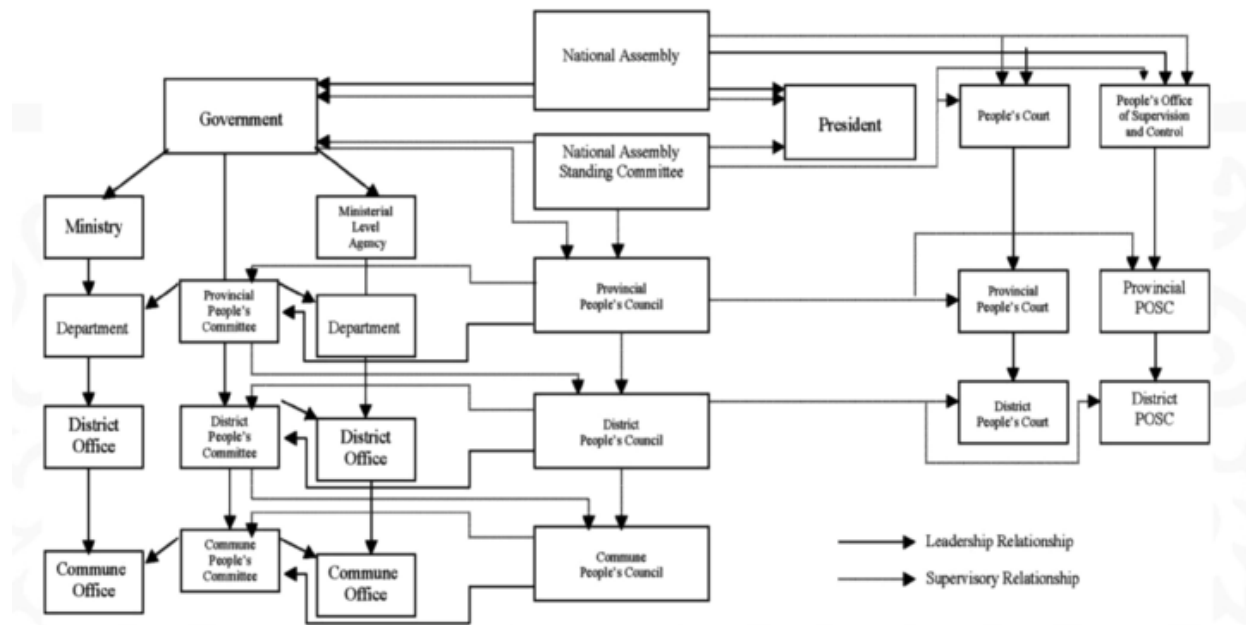 National Assembly
Government
President
People's Court
People's Office
of Supervision
and Control
National Assembly
Standing Committee
Ministry
Ministerial
Level
Agency
Department
Provincial
People's
Committee
Department
Provincial
People's Council
Provincial
People's Court
Provincial
POSC
District
Office
District
People's
Committee
District
Office
District
People's Council
District
People's Court
District
POSC
Commune
Office
Commune
People's
Committee
Commune
Office
Commune
People's Council
Leadership Relationship
Supervisory Relationship